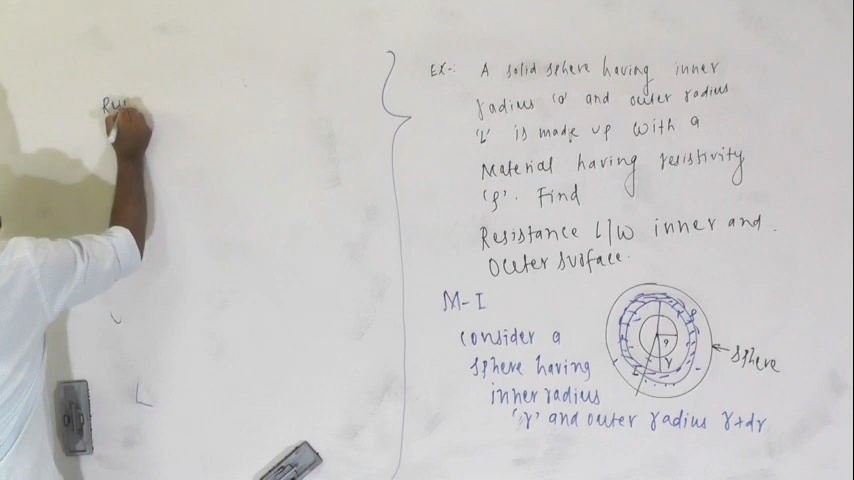 Ex-: A solid sphere having inner
radius 'a' and outer radius
'b' is made up with a
Material having resistivity
'ρ'. Find
Resistance b/w inner and
outer surface.
M-I
Consider a
sphere having
inner radius
'r' and outer radius r+dr
a
r
b
sphere